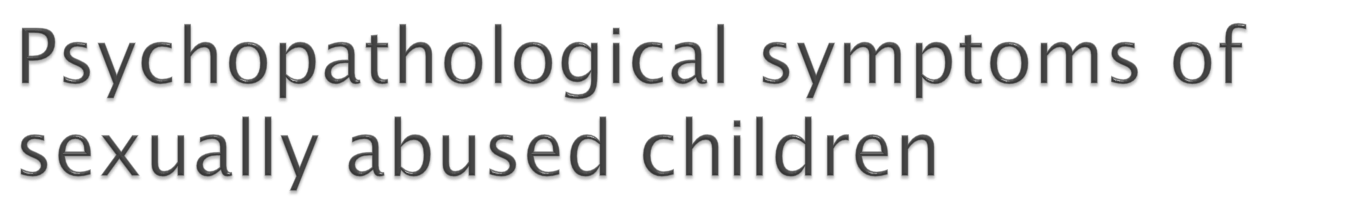 Psychopathological symptoms of
sexually abused children